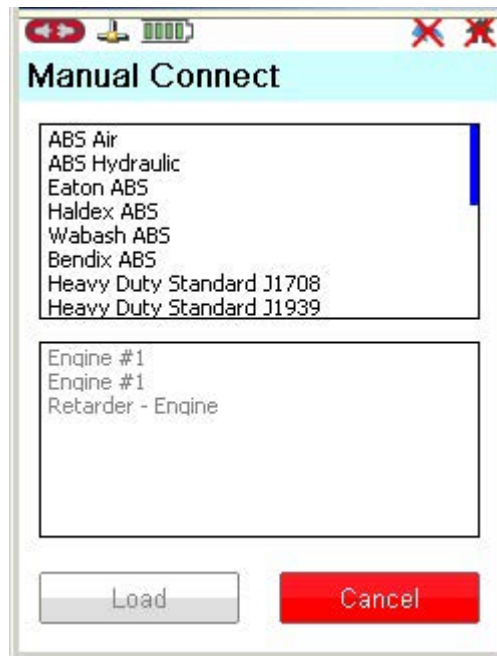 Manual Connect
ABS Air
ABS Hydraulic
Eaton ABS
Haldex ABS
Wabash ABS
Bendix ABS
Heavy Duty Standard J1708
Heavy Duty Standard J1939
Engine #1
Engine #1
Retarder - Engine
Load
Cancel